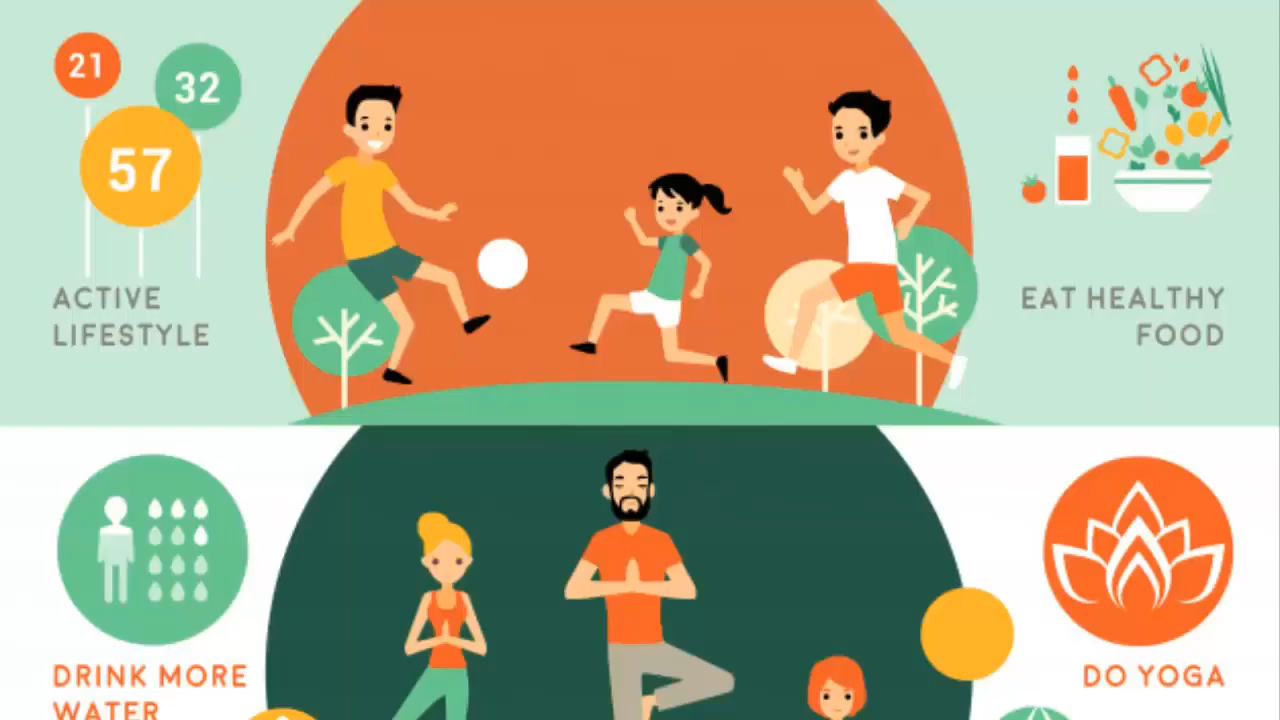 21
32
57
ACTIVE
LIFESTYLE
EAT HEALTHY
FOOD
DRINK MORE
WATER
DO YOGA